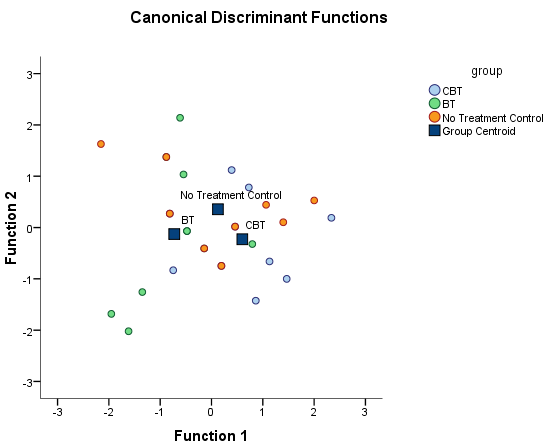 Canonical Discriminant Functions
group
CBT
BT
No Treatment Control
Group Centroid
Function 2
3
2
1
0
-1
-2
-3
No Treatment Control
BT
CBT
-3
-2
-1
0
1
2
3
Function 1